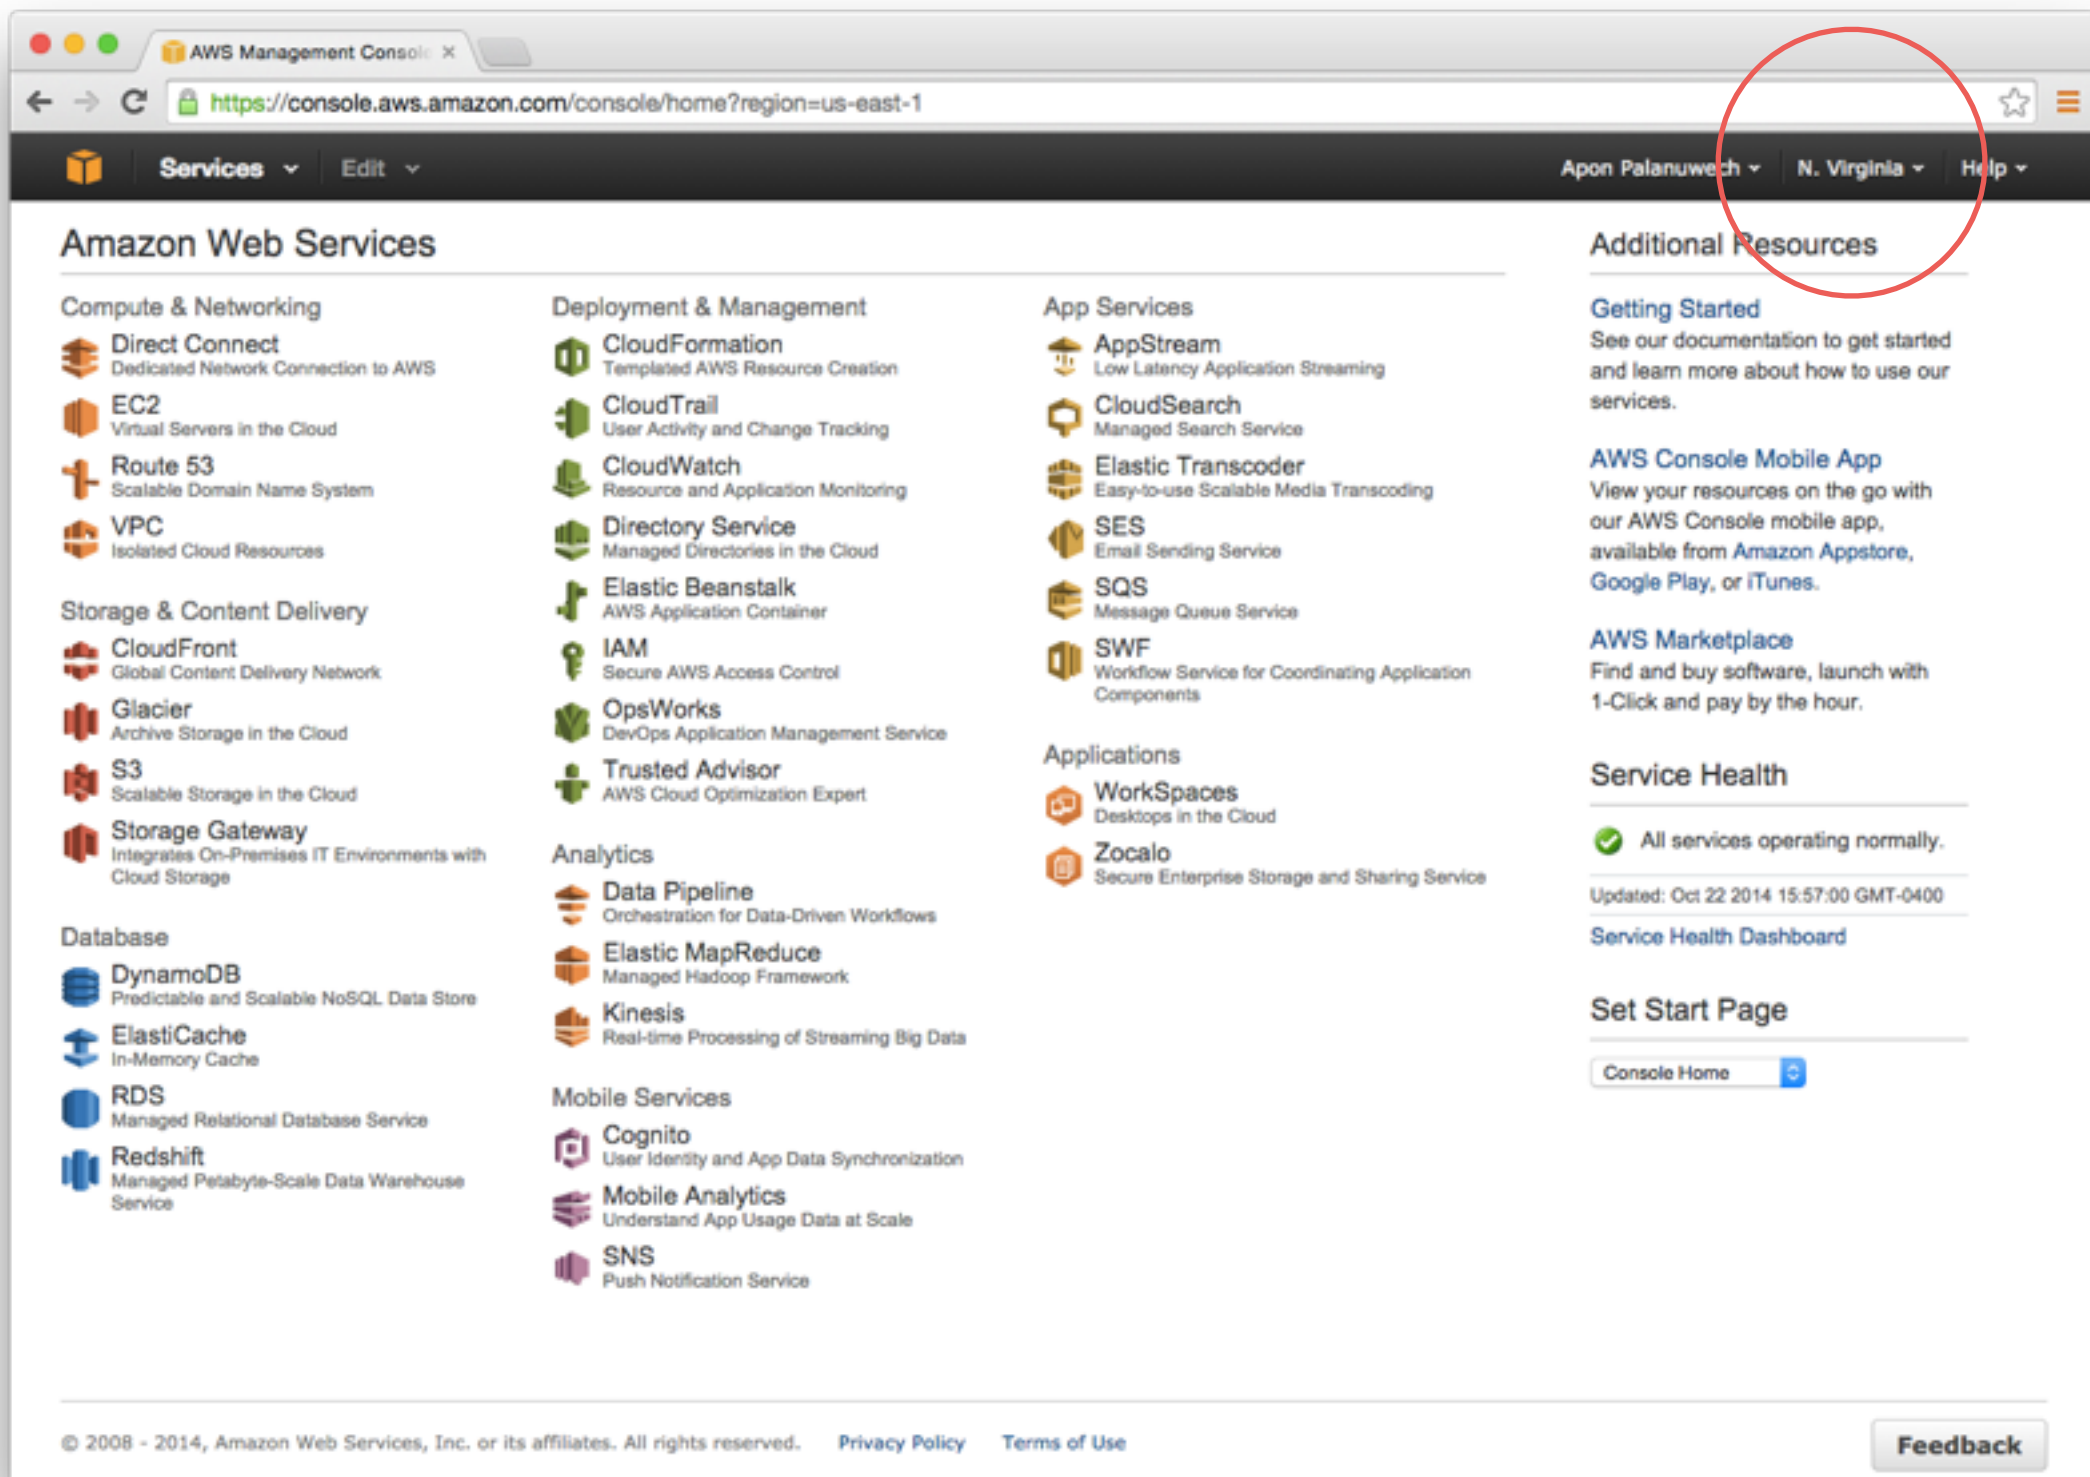 AWS Management Consol
https://console.aws.amazon.com/console/home?region=us-east-1
Services Edit Apon Palanuwech N. Virginia Help
Amazon Web Services
Compute & Networking
Direct Connect
Dedicated Network Connection to AWS
EC2
Virtual Servers in the Cloud
Route 53
Scalable Domain Name System
VPC
Isolated Cloud Resources
Storage & Content Delivery
CloudFront
Global Content Delivery Network
Glacier
Archive Storage in the Cloud
S3
Scalable Storage in the Cloud
Storage Gateway
Integrates On-Premises IT Environments with
Cloud Storage
Database
DynamoDB
Predictable and Scalable NoSQL Data Store
ElastiCache
In-Memory Cache
RDS
Managed Relational Database Service
Redshift
Managed Petabyte-Scale Data Warehouse
Service
Deployment & Management
CloudFormation
Templated AWS Resource Creation
CloudTrail
User Activity and Change Tracking
CloudWatch
Resource and Application Monitoring
Directory Service
Managed Directories in the Cloud
Elastic Beanstalk
AWS Application Container
IAM
Secure AWS Access Control
OpsWorks
DevOps Application Management Service
Trusted Advisor
AWS Cloud Optimization Expert
Analytics
Data Pipeline
Orchestration for Data-Driven Workflows
Elastic MapReduce
Managed Hadoop Framework
Kinesis
Real-time Processing of Streaming Big Data
Mobile Services
Cognito
User Identity and App Data Synchronization
Mobile Analytics
Understand App Usage Data at Scale
SNS
Push Notification Service
App Services
AppStream
Low Latency Application Streaming
CloudSearch
Managed Search Service
Elastic Transcoder
Easy-to-use Scalable Media Transcoding
SES
Email Sending Service
SQS
Message Queue Service
SWF
Workflow Service for Coordinating Application
Components
Applications
WorkSpaces
Desktops in the Cloud
Zocalo
Secure Enterprise Storage and Sharing Service
Additional Resources
Getting Started
See our documentation to get started
and learn more about how to use our
services.
AWS Console Mobile App
View your resources on the go with
our AWS Console mobile app,
available from Amazon Appstore,
Google Play, or iTunes.
AWS Marketplace
Find and buy software, launch with
1-Click and pay by the hour.
Service Health
All services operating normally.
Updated: Oct 22 2014 15:57:00 GMT-0400
Service Health Dashboard
Set Start Page
Console Home
© 2008 - 2014, Amazon Web Services, Inc. or its affiliates. All rights reserved. Privacy Policy Terms of Use
Feedback